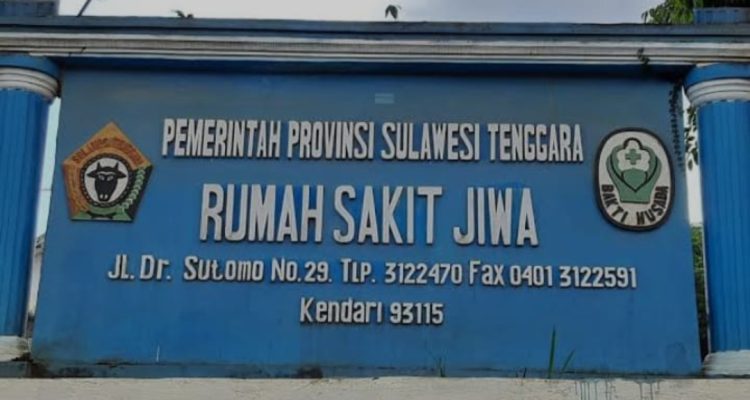 PEMERINTAH PROVINSI SULAWESI TENGGARA
RUMAH SAKIT JIWA
JL. Dr. Sutomo No. 29. TLP. 3122470 Fax 0401 3122591
Kendari 93115
BAKTI HUSADA